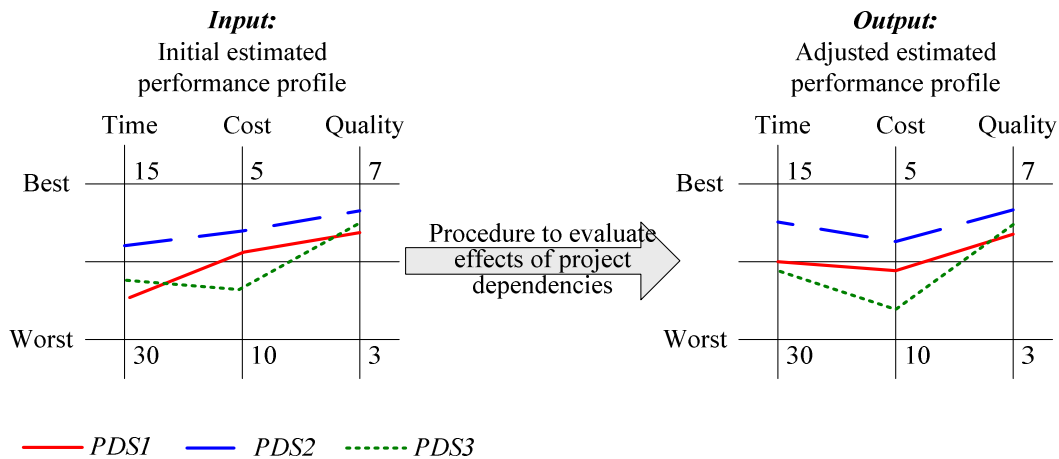 Input:
Initial estimated
performance profile
Time Cost Quality
15 5 7
Best
Worst
30 10 3
Procedure to evaluate
effects of project
dependencies
Output:
Adjusted estimated
performance profile
Time Cost Quality
15 5 7
Best
Worst
30 10 3
PDS1 PDS2 PDS3